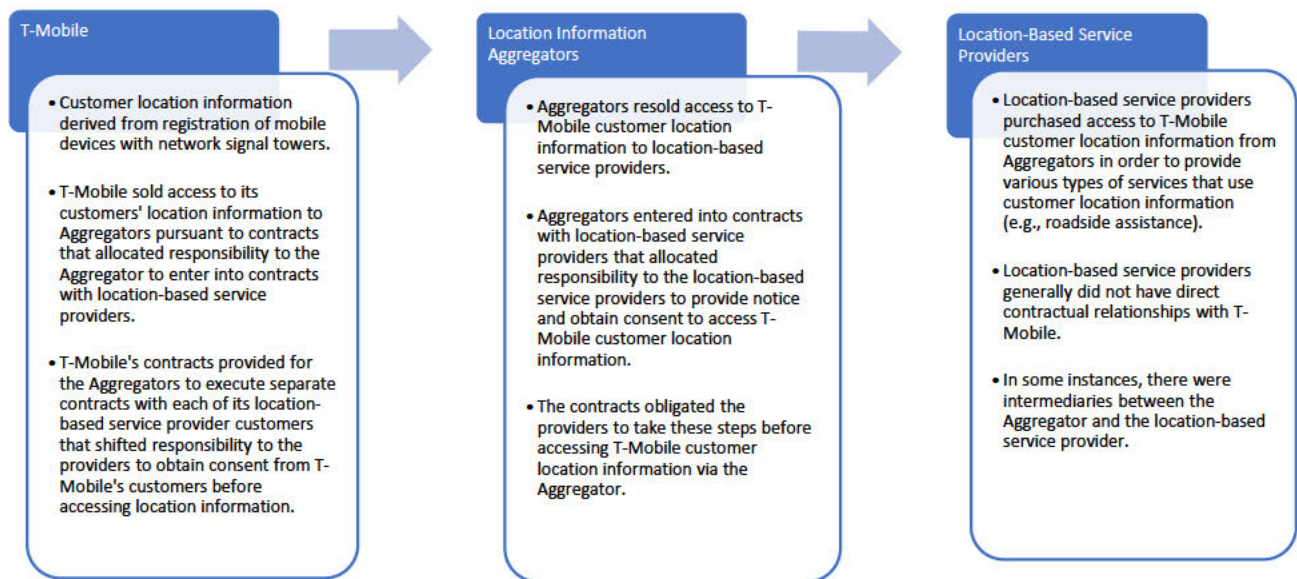 T-Mobile
• Customer location information
derived from registration of mobile
devices with network signal towers.
• T-Mobile sold access to its
customers' location information to
Aggregators pursuant to contracts
that allocated responsibility to the
Aggregator to enter into contracts
with location-based service
providers.
• T-Mobile's contracts provided for
the Aggregators to execute separate
contracts with each of its location-
based service provider customers
that shifted responsibility to the
providers to obtain consent from T-
Mobile's customers before
accessing location information.
Location Information
Aggregators
• Aggregators resold access to T-
Mobile customer location
information to location-based
service providers.
• Aggregators entered into contracts
with location-based service
providers that allocated
responsibility to the location-based
service providers to provide notice
and obtain consent to access T-
Mobile customer location
information.
• The contracts obligated the
providers to take these steps before
accessing T-Mobile customer
location information via the
Aggregator.
Location-Based Service
Providers
• Location-based service providers
purchased access to T-Mobile
customer location information from
Aggregators in order to provide
various types of services that use
customer location information
(e.g., roadside assistance).
• Location-based service providers
generally did not have direct
contractual relationships with T-
Mobile.
• In some instances, there were
intermediaries between the
Aggregator and the location-based
service provider.